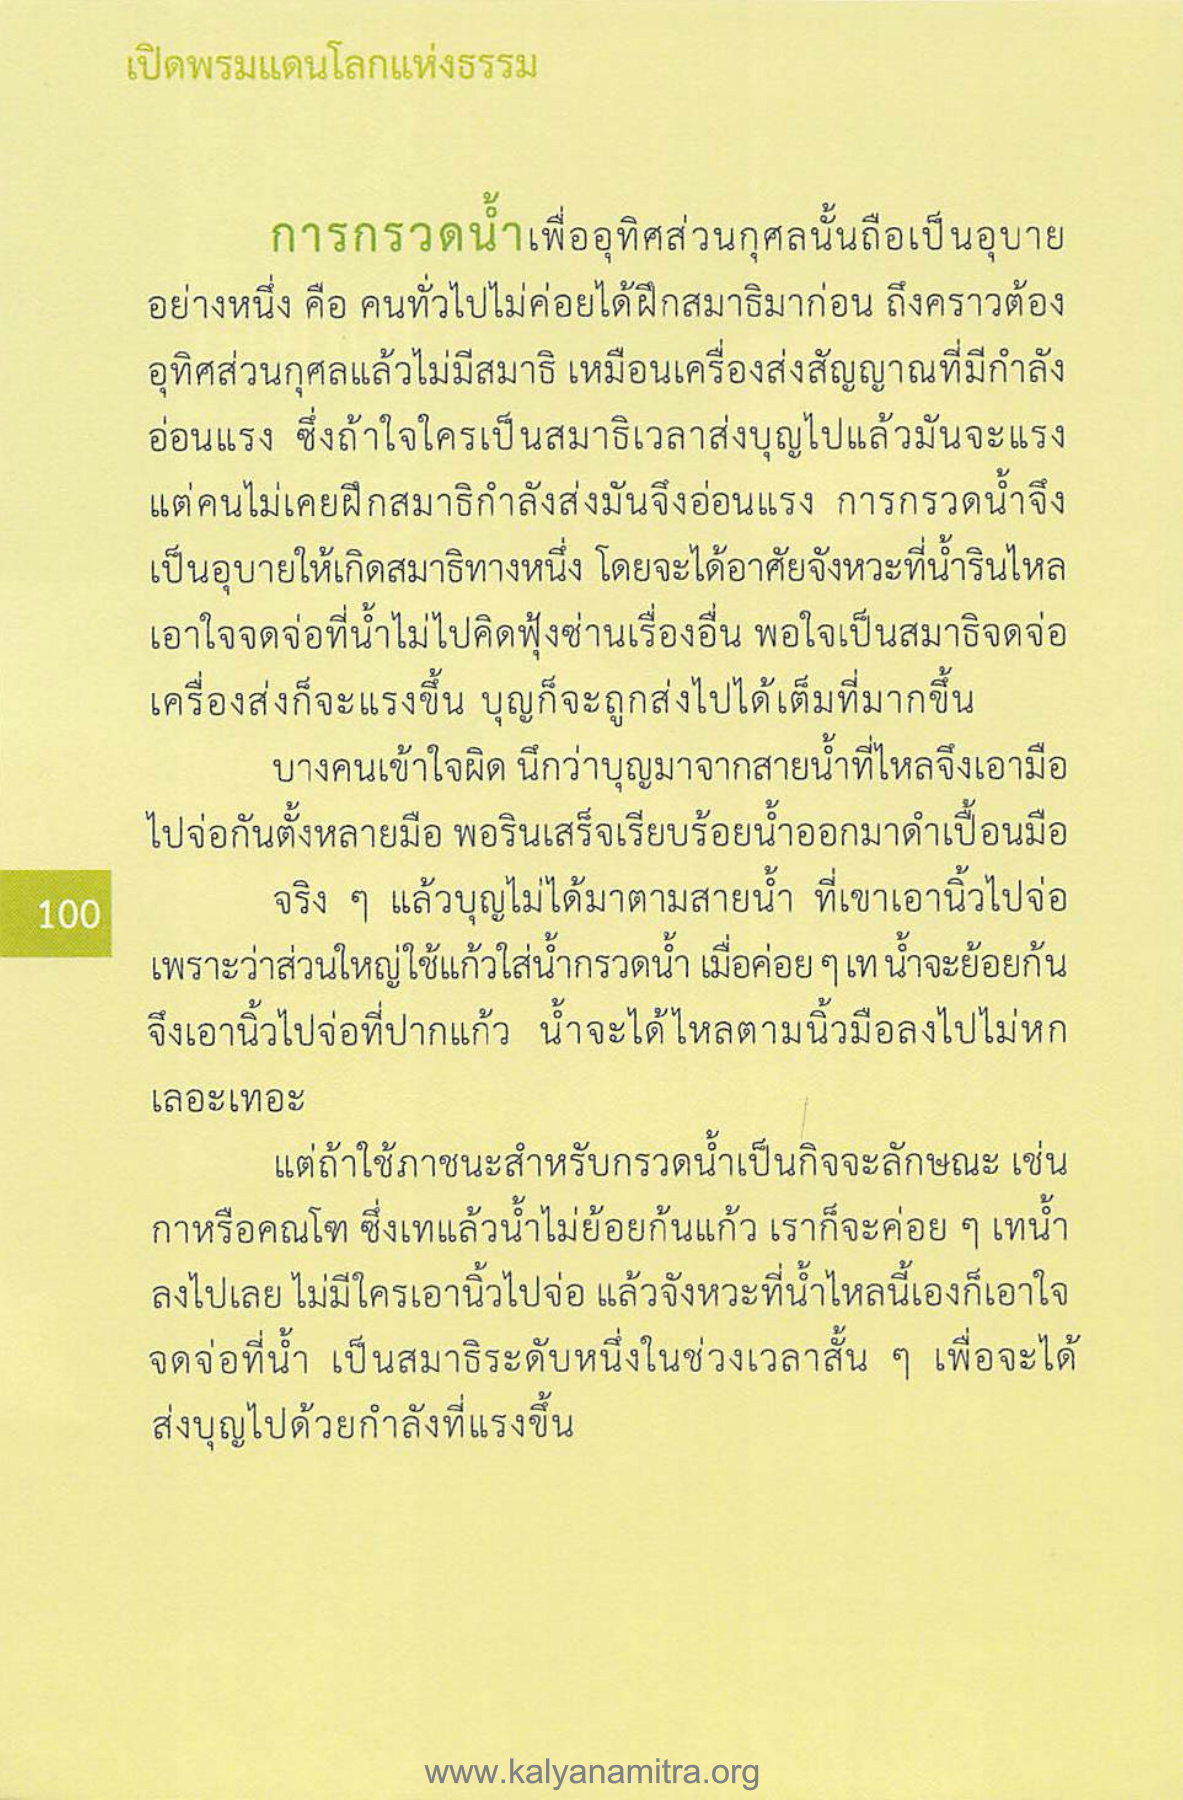 เปิดพรมแดนโลกแห่งธรรม
การกรวดน้ำเพื่ออุทิศส่วนกุศลนั้นถือเป็นอุบาย
อย่างหนึ่ง คือ คนทั่วไปไม่ค่อยได้ฝึกสมาธิมาก่อน ถึงคราวต้อง
อุทิศส่วนกุศลแล้วไม่มีสมาธิ เหมือนเครื่องส่งสัญญาณที่มีกำลัง
อ่อนแรง ซึ่งถ้าใจใครเป็นสมาธิเวลาส่งบุญไปแล้วมันจะแรง
แต่คนไม่เคยฝึกสมาธิกำลังส่งมันจึงอ่อนแรง การกรวดน้ำจึง
เป็นอุบายให้เกิดสมาธิทางหนึ่ง โดยจะได้อาศัยจังหวะที่น้ำรินไหล
เอาใจจดจ่อที่น้ำไม่ไปคิดฟุ้งซ่านเรื่องอื่น พอใจเป็นสมาธิจดจ่อ
เครื่องส่งก็จะแรงขึ้น บุญก็จะถูกส่งไปได้เต็มที่มากขึ้น
บางคนเข้าใจผิด นึกว่าบุญมาจากสายน้ำที่ไหลจึงเอามือ
ไปจ่อกันตั้งหลายมือ พอรินเสร็จเรียบร้อยน้ำออกมาดำเปื้อนมือ
จริง ๆ แล้วบุญไม่ได้มาตามสายน้ำ ที่เขาเอานิ้วไปจ่อ
100
เพราะว่าส่วนใหญ่ใช้แก้วใส่น้ำกรวดน้ำ เมื่อค่อย ๆ เท น้ำจะย้อยก้น
จึงเอานิ้วไปจ่อที่ปากแก้ว น้ำจะได้ไหลตามนิ้วมือลงไปไม่หก
เลอะเทอะ
แต่ถ้าใช้ภาชนะสำหรับกรวดน้ำเป็นกิจจะลักษณะ เช่น
กาหรือคณโฑ ซึ่งเทแล้วน้ำไม่ย้อยก้นแก้ว เราก็จะค่อย ๆ เทน้ำ
ลงไปเลย ไม่มีใครเอานิ้วไปจ่อ แล้วจังหวะที่น้ำไหลนี้เองก็เอาใจ
จดจ่อที่น้ำ เป็นสมาธิระดับหนึ่งในช่วงเวลาสั้น ๆ เพื่อจะได้
ส่งบุญไปด้วยกำลังที่แรงขึ้น
www.kalyanamitra.org